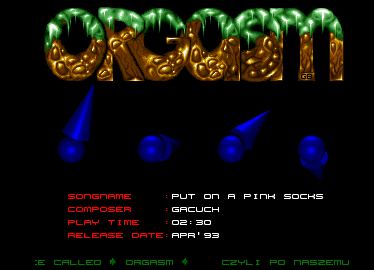 ORGASM
GB
SONGNAME : PUT ON A PINK SOCKS
COMPOSER : GACUCH
PLAY TIME : 02:30
RELEASE DATE: APR'93
E CALLED * ORGASM * CZYLI PO NASZEMU